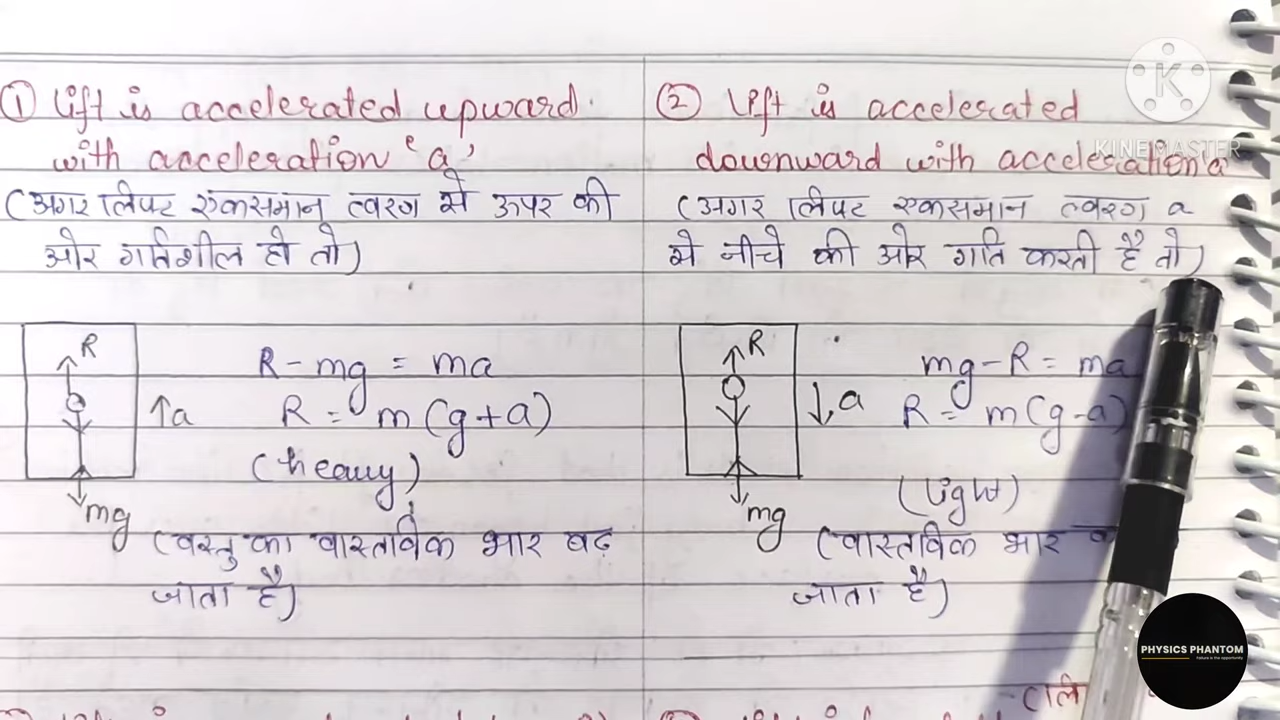 ① Lift is accelerated upward
with acceleration 'a'
(अगर लिफ्ट एकसमान त्वरण से ऊपर की
ओर गतिशील हो तो)
R
↑a
mg
R - mg = ma
R = m(g+a)
(heavy)
(वस्तु का वास्तविक भार बढ़
जाता है)
② Lift is accelerated
downward with acceleration 'a'
(अगर लिफ्ट एकसमान त्वरण a
से नीचे की ओर गति करती है तो)
R
↓a
mg
mg - R = ma
R = m(g-a)
(light)
(वास्तविक भार
जाता है)
K
KINEMASTER
PHYSICS PHANTOM